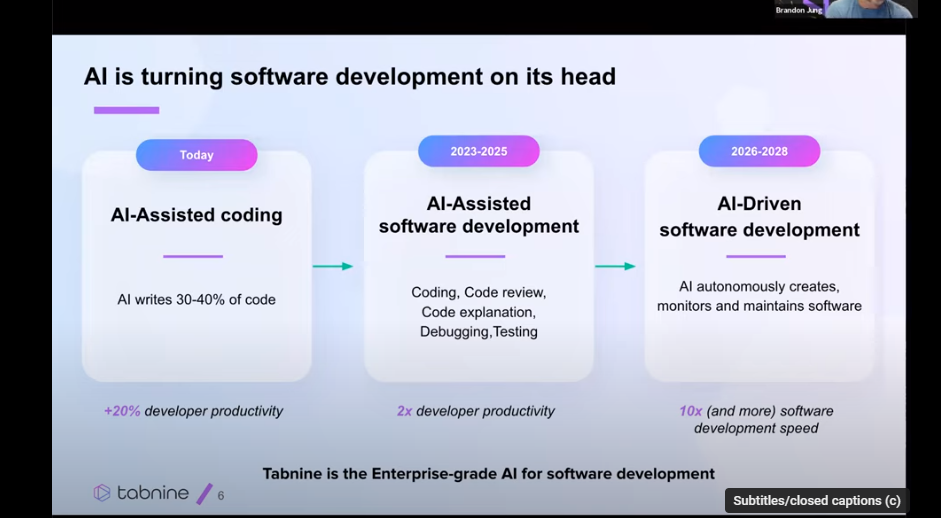 Brandon Jung
AI is turning software development on its head
Today
AI-Assisted coding
AI writes 30-40% of code
+20% developer productivity
2023-2025
AI-Assisted
software development
Coding, Code review,
Code explanation,
Debugging,Testing
2x developer productivity
2026-2028
AI-Driven
software development
AI autonomously creates,
monitors and maintains software
10x (and more) software
development speed
Tabnine is the Enterprise-grade AI for software development
tabnine
6
Subtitles/closed captions (c)